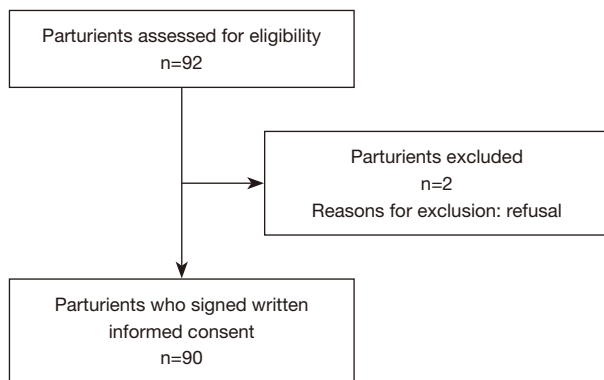 Parturients assessed for eligibility
n=92
Parturients excluded
n=2
Reasons for exclusion: refusal
Parturients who signed written
informed consent
n=90